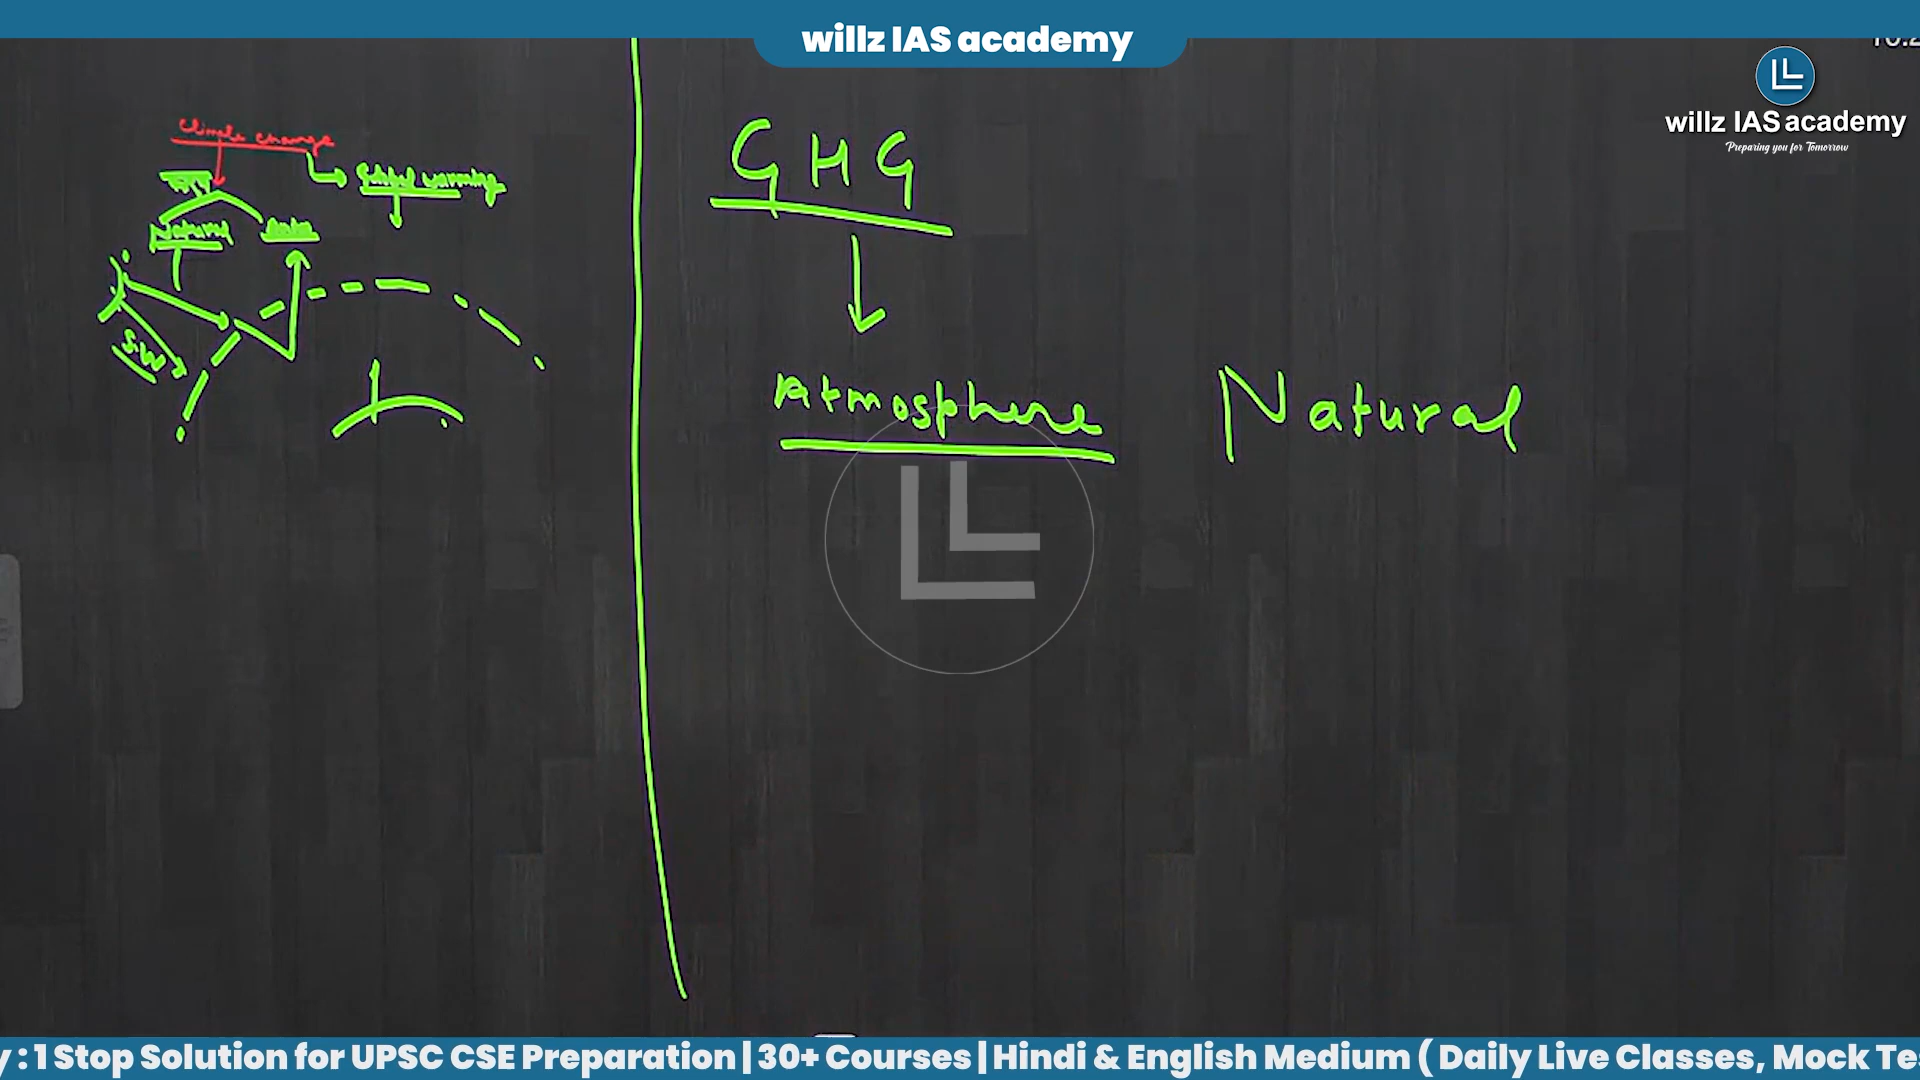 willz IAS academy
willz IAS academy
Preparing you for Tomorrow
Climate change
Global warming
Natural
GHG
Atmosphere
Natural
y : 1 Stop Solution for UPSC CSE Preparation | 30+ Courses | Hindi & English Medium ( Daily Live Classes, Mock Te